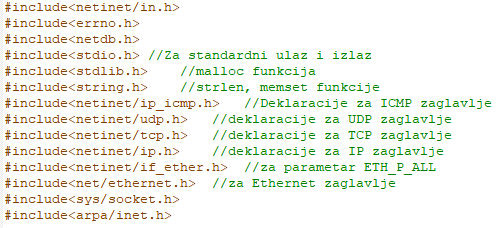 #include<netinet/in.h>
#include<errno.h>
#include<netdb.h>
#include<stdio.h> //Za standardni ulaz i izlaz
#include<stdlib.h>    //malloc funkcija
#include<string.h>    //strlen, memset funkcije
#include<netinet/ip_icmp.h>   //Deklaracije za ICMP zaglavlje
#include<netinet/udp.h>   //deklaracije za UDP zaglavlje
#include<netinet/tcp.h>   //deklaracije za TCP zaglavlje
#include<netinet/ip.h>    //deklaracije za IP zaglavlje
#include<netinet/if_ether.h>  //za parametar ETH_P_ALL
#include<net/ethernet.h>  //za Ethernet zaglavlje
#include<sys/socket.h>
#include<arpa/inet.h>